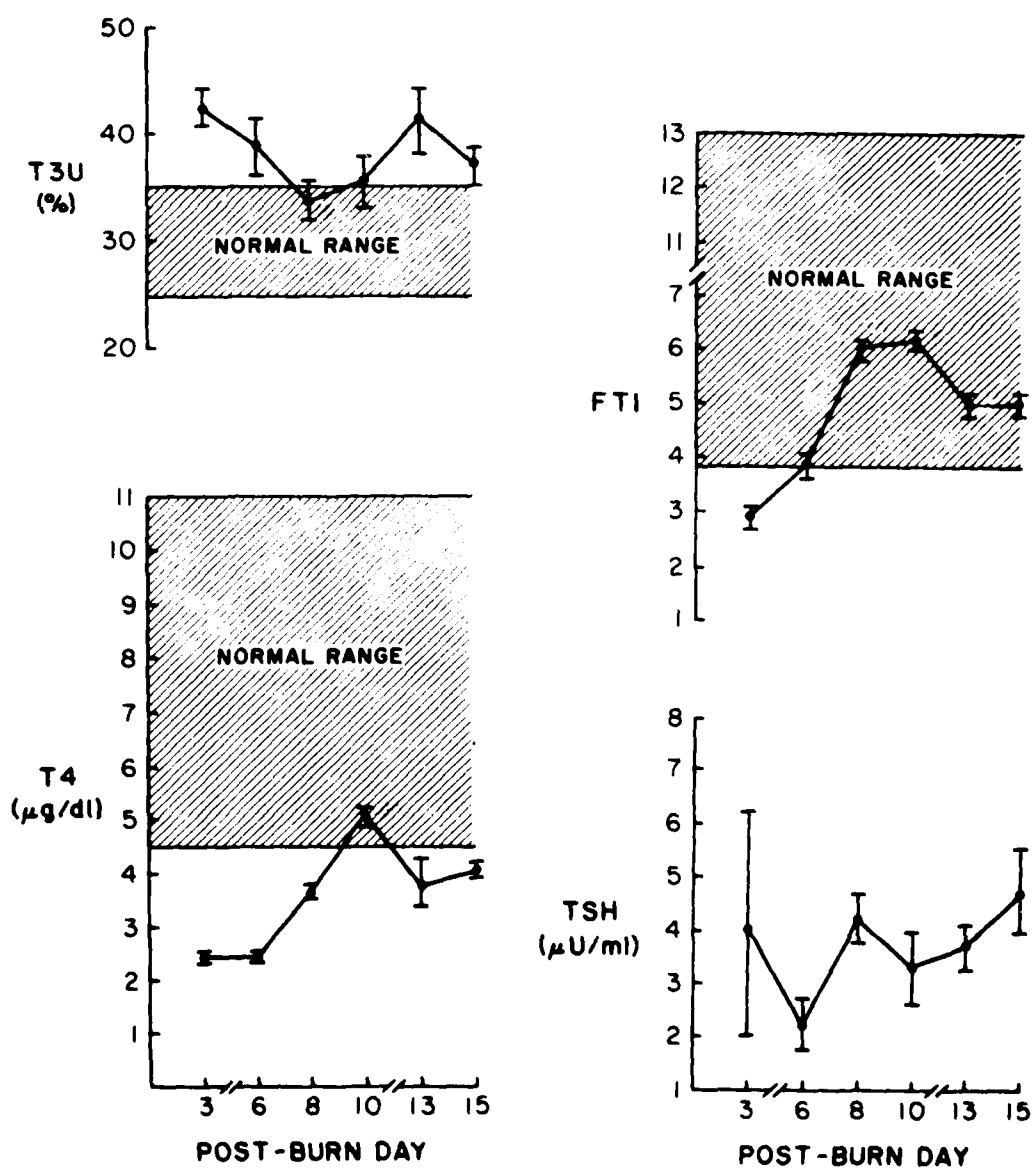 50
40
T3U
(%)
30
NORMAL RANGE
20
13
12
11
NORMAL RANGE
7
6
FTI
5
4
3
2
1
11
10
9
8
NORMAL RANGE
7
6
T4
(μg/dl)
5
4
3
2
1
3 6 8 10 13 15
POST-BURN DAY
8
7
6
5
TSH
(μU/ml)
4
3
2
1
3 6 8 10 13 15
POST-BURN DAY